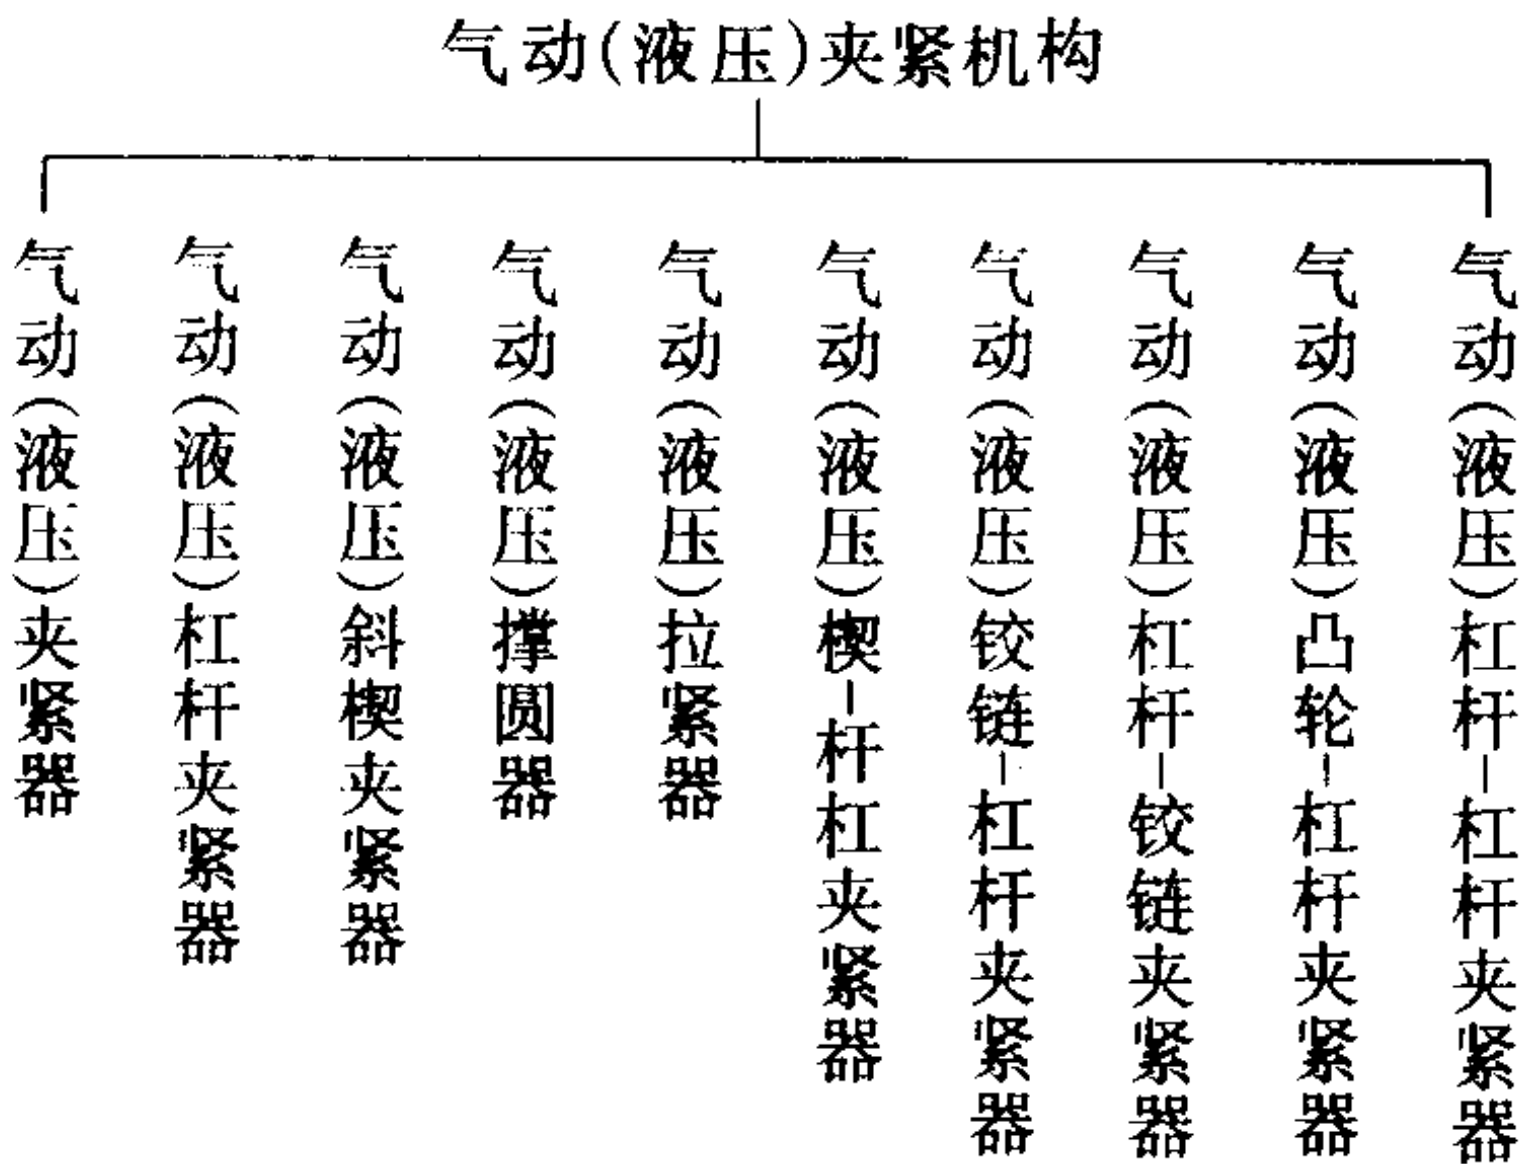 气动(液压)夹紧机构
气动(液压)夹紧器
气动(液压)杠杆夹紧器
气动(液压)斜楔夹紧器
气动(液压)撑圆器
气动(液压)拉紧器
气动(液压)楔-杆杠夹紧器
气动(液压)铰链-杠杆夹紧器
气动(液压)杠杆-铰链夹紧器
气动(液压)凸轮-杠杆夹紧器
气动(液压)杠杆-杠杆夹紧器